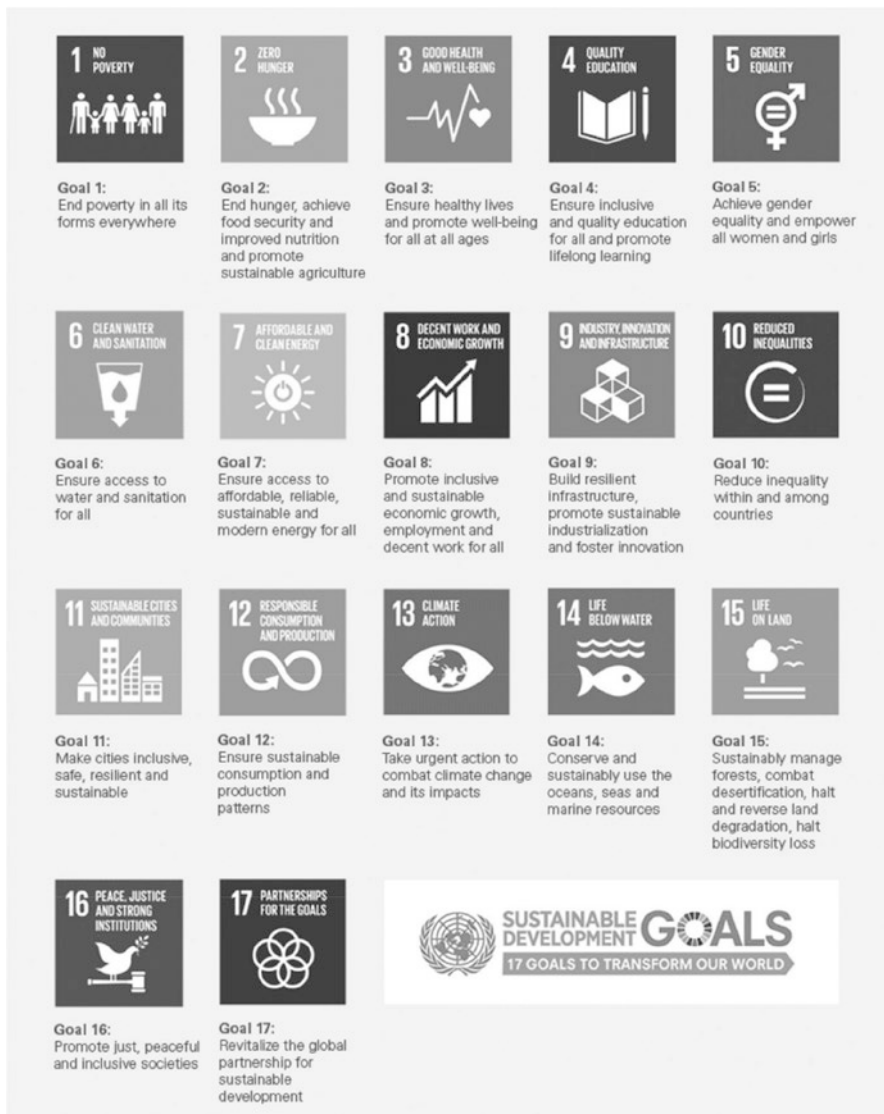 1 NO
POVERTY
Goal 1:
End poverty in all its
forms everywhere
2 ZERO
HUNGER
Goal 2:
End hunger, achieve
food security and
improved nutrition
and promote
sustainable agriculture
3 GOOD HEALTH
AND WELL-BEING
Goal 3:
Ensure healthy lives
and promote well-being
for all at all ages
4 QUALITY
EDUCATION
Goal 4:
Ensure inclusive
and quality education
for all and promote
lifelong learning
5 GENDER
EQUALITY
Goal 5:
Achieve gender
equality and empower
all women and girls
6 CLEAN WATER
AND SANITATION
Goal 6:
Ensure access to
water and sanitation
for all
7 AFFORDABLE AND
CLEAN ENERGY
Goal 7:
Ensure access to
affordable, reliable,
sustainable and
modern energy for all
8 DECENT WORK AND
ECONOMIC GROWTH
Goal 8:
Promote inclusive
and sustainable
economic growth,
employment and
decent work for all
9 INDUSTRY, INNOVATION
AND INFRASTRUCTURE
Goal 9:
Build resilient
infrastructure,
promote sustainable
industrialization
and foster innovation
10 REDUCED
INEQUALITIES
Goal 10:
Reduce inequality
within and among
countries
11 SUSTAINABLE CITIES
AND COMMUNITIES
Goal 11:
Make cities inclusive,
safe, resilient and
sustainable
12 RESPONSIBLE
CONSUMPTION
AND PRODUCTION
Goal 12:
Ensure sustainable
consumption and
production
patterns
13 CLIMATE
ACTION
Goal 13:
Take urgent action to
combat climate change
and its impacts
14 LIFE
BELOW WATER
Goal 14:
Conserve and
sustainably use the
oceans, seas and
marine resources
15 LIFE
ON LAND
Goal 15:
Sustainably manage
forests, combat
desertification, halt
and reverse land
degradation, halt
biodiversity loss
16 PEACE, JUSTICE
AND STRONG
INSTITUTIONS
Goal 16:
Promote just, peaceful
and inclusive societies
17 PARTNERSHIPS
FOR THE GOALS
Goal 17:
Revitalize the global
partnership for
sustainable
development
SUSTAINABLE
DEVELOPMENT GOALS
17 GOALS TO TRANSFORM OUR WORLD